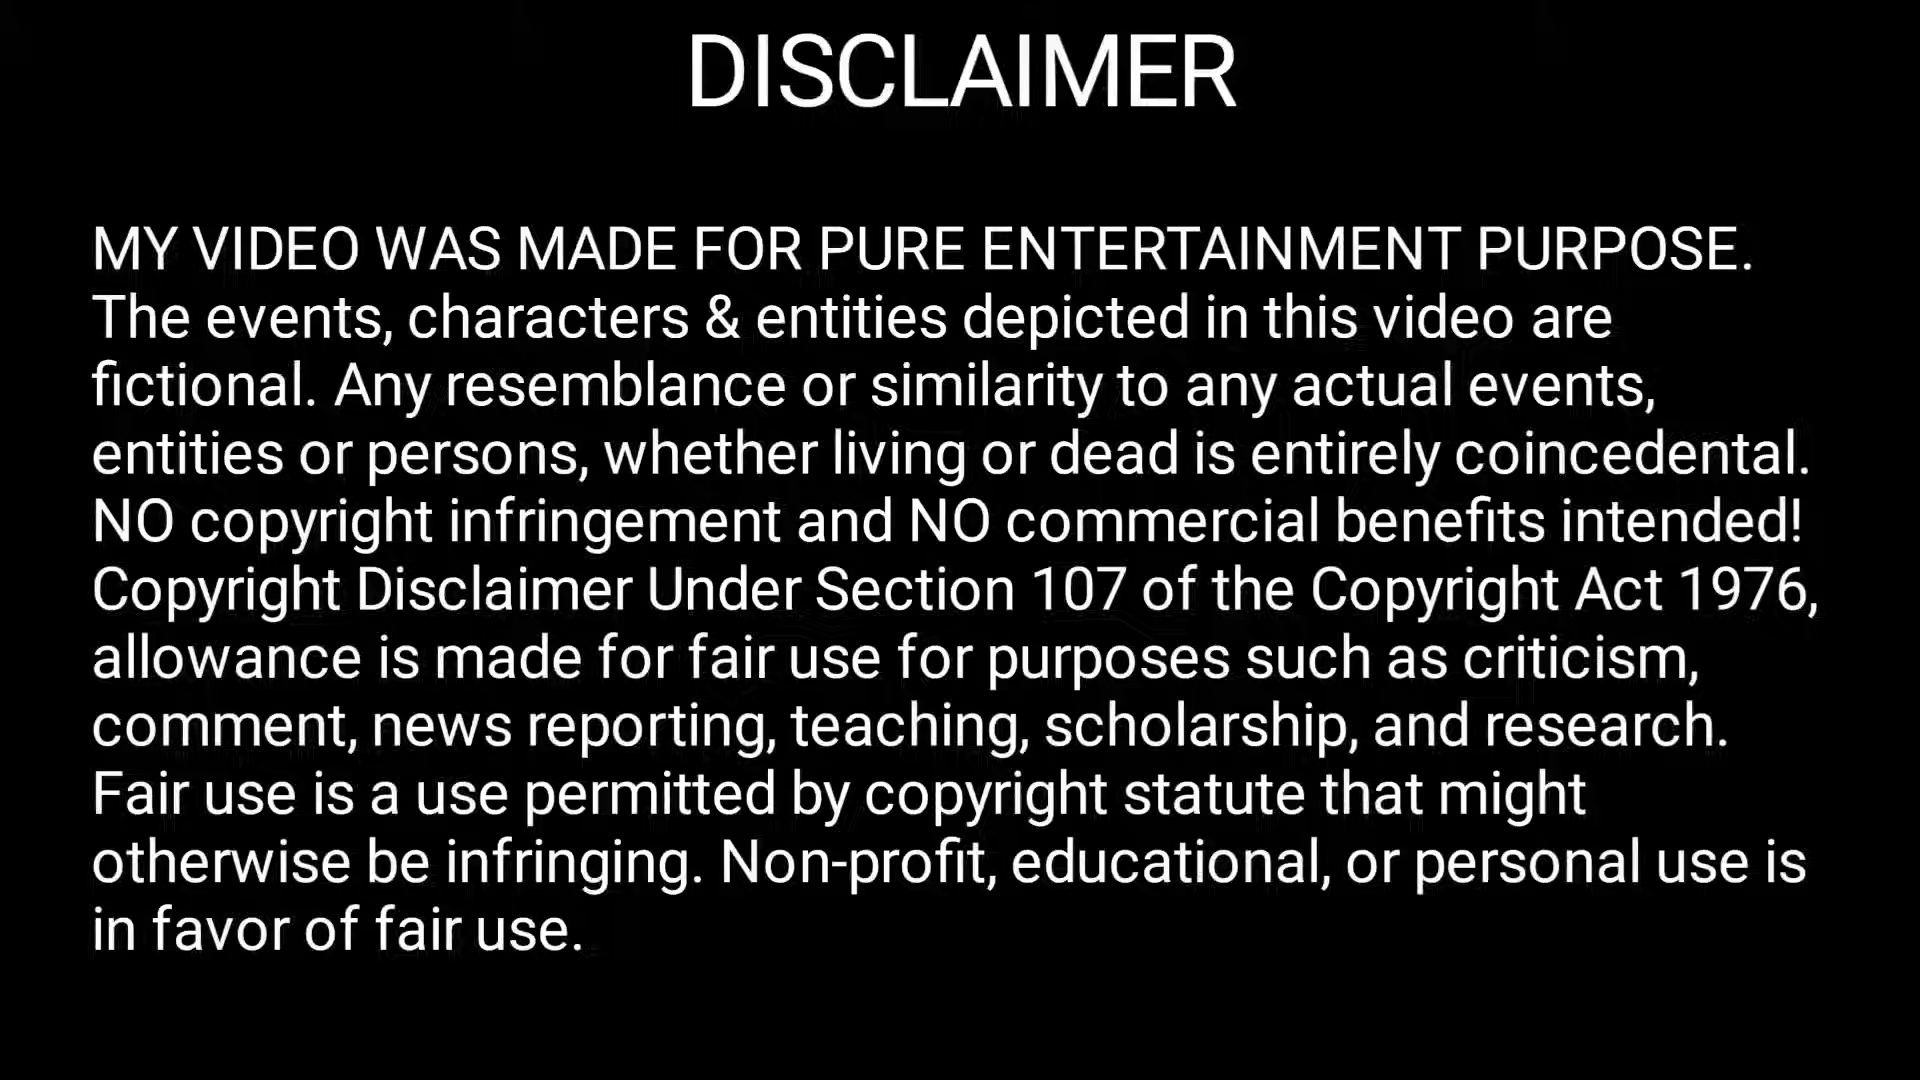 DISCLAIMER
MY VIDEO WAS MADE FOR PURE ENTERTAINMENT PURPOSE.
The events, characters & entities depicted in this video are
fictional. Any resemblance or similarity to any actual events,
entities or persons, whether living or dead is entirely coincedental.
NO copyright infringement and NO commercial benefits intended!
Copyright Disclaimer Under Section 107 of the Copyright Act 1976,
allowance is made for fair use for purposes such as criticism,
comment, news reporting, teaching, scholarship, and research.
Fair use is a use permitted by copyright statute that might
otherwise be infringing. Non-profit, educational, or personal use is
in favor of fair use.